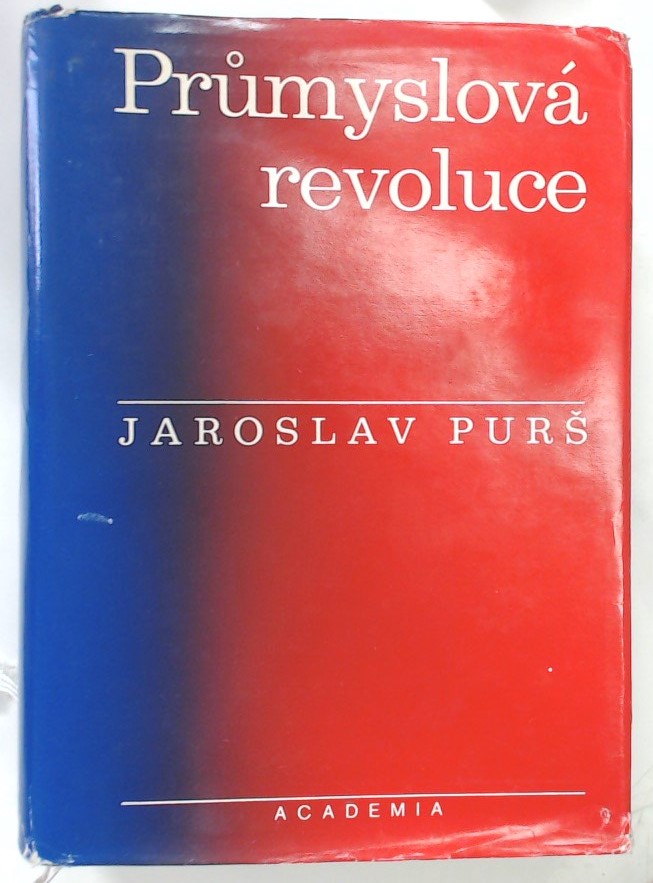 Průmyslová
revoluce
JAROSLAV PURŠ
ACADEMIA